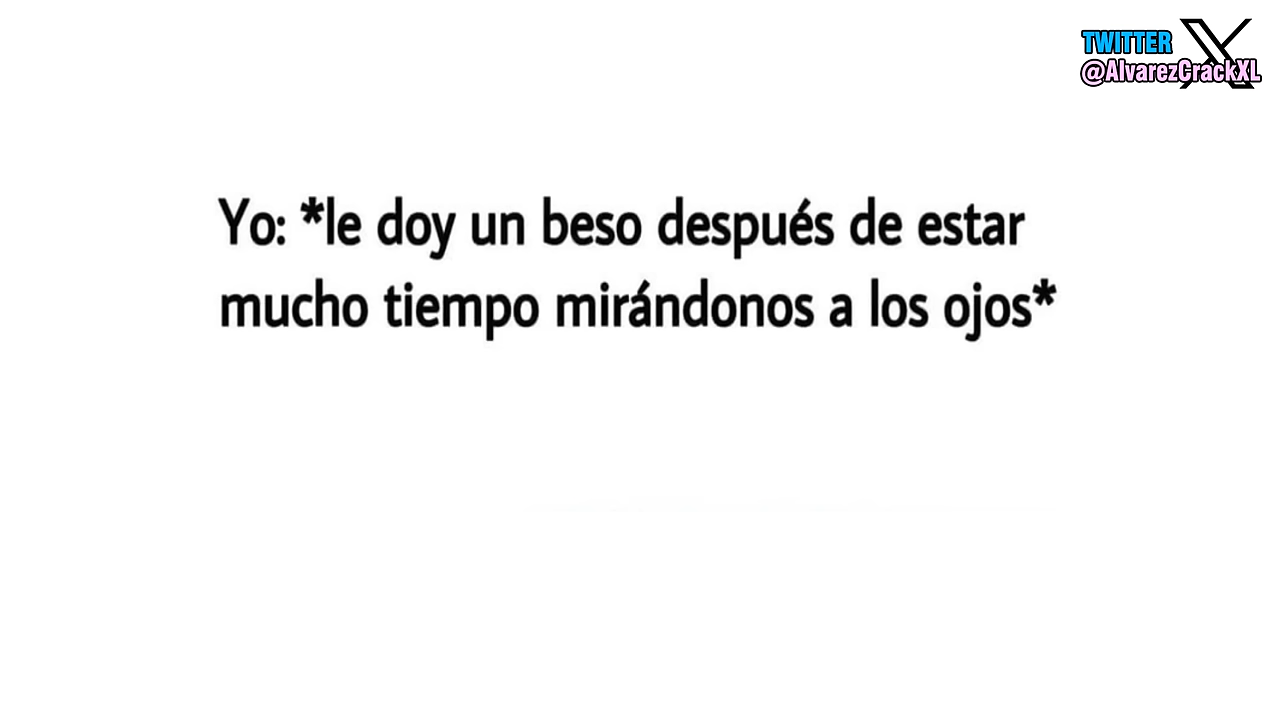 TWITTER
@AlvarezCrackXL
Yo: *le doy un beso después de estar
mucho tiempo mirándonos a los ojos*